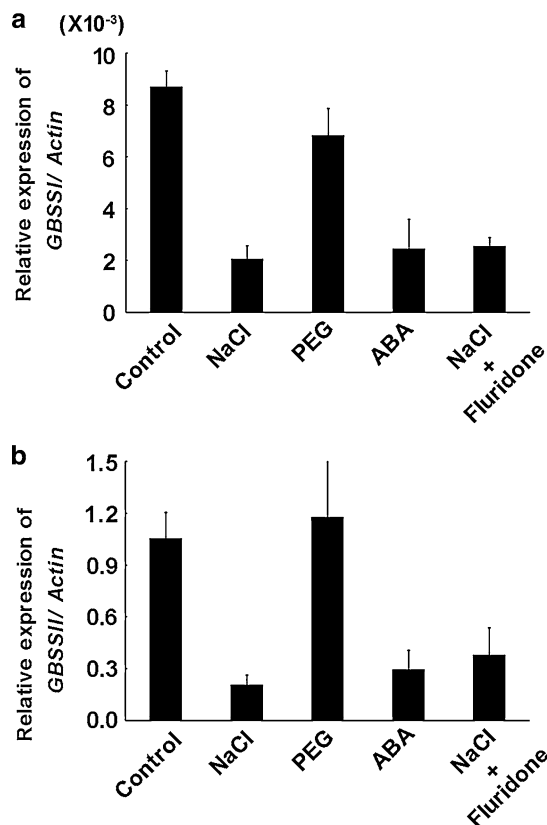 a (X10⁻³)
Relative expression of
GBSSI/ Actin
10
8
6
4
2
0
Control
NaCl
PEG
ABA
NaCl
+
Fluridone
b
Relative expression of
GBSSII/ Actin
1.5
1.2
0.9
0.6
0.3
0.0
Control
NaCl
PEG
ABA
NaCl
+
Fluridone